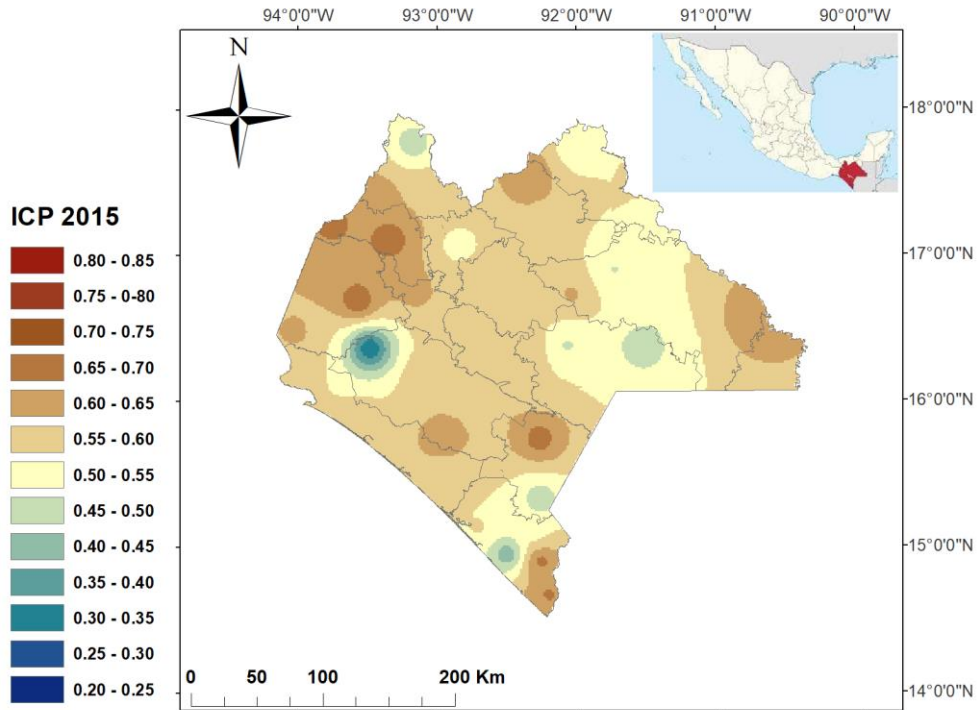 94°0'0"W 93°0'0"W 92°0'0"W 91°0'0"W 90°0'0"W
N
18°0'0"N
ICP 2015
0.80 - 0.85
0.75 - 0-80
0.70 - 0.75
0.65 - 0.70
0.60 - 0.65
0.55 - 0.60
0.50 - 0.55
0.45 - 0.50
0.40 - 0.45
0.35 - 0.40
0.30 - 0.35
0.25 - 0.30
0.20 - 0.25
17°0'0"N
16°0'0"N
15°0'0"N
14°0'0"N
0 50 100 200 Km